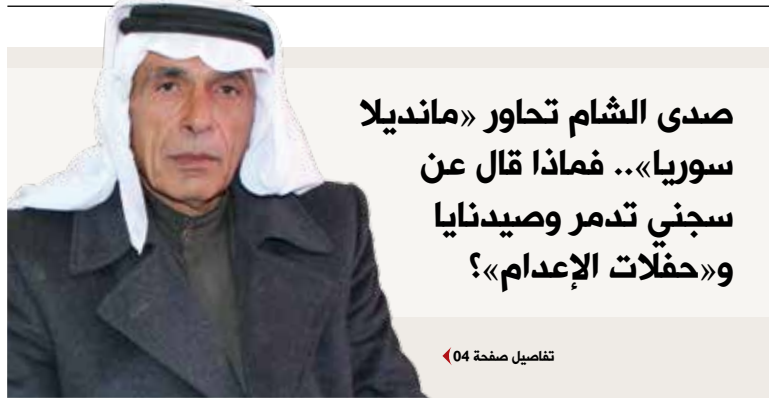 صدى الشام تحاور «مانديلا
سوريا».. فماذا قال عن
سجني تدمر وصيدنايا
و«حفلات الإعدام»؟
تفاصيل صفحة 04